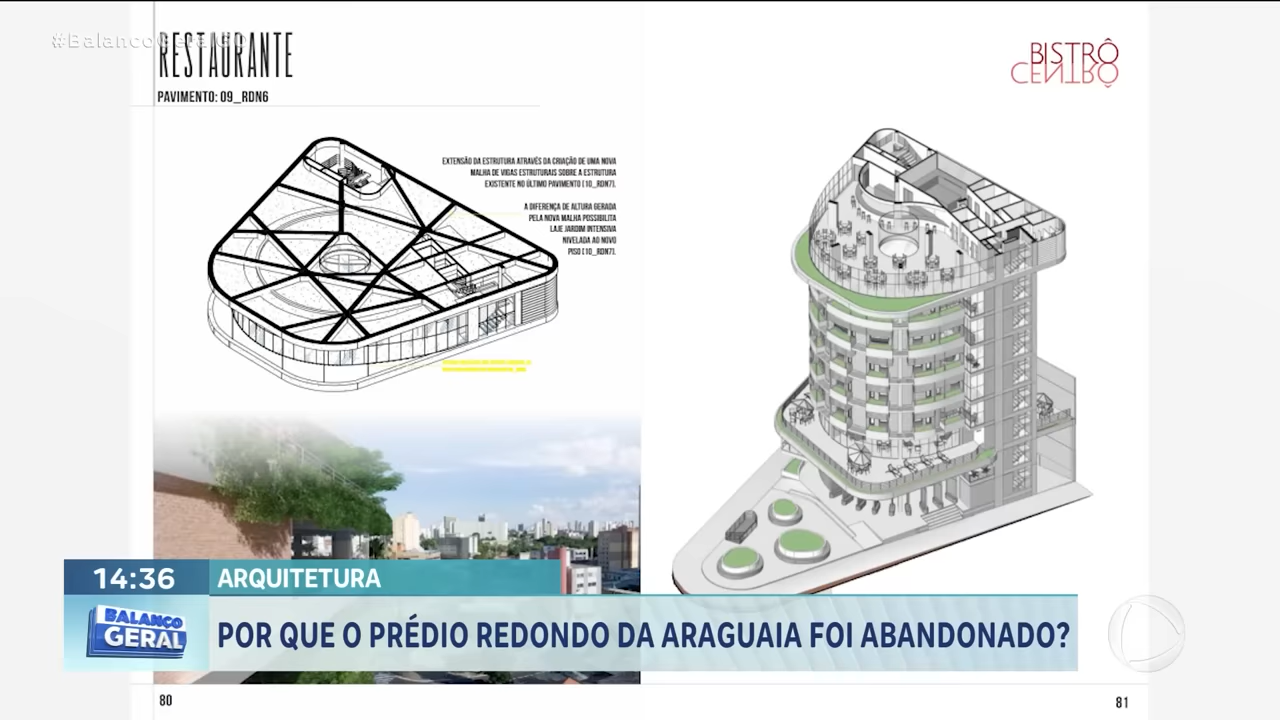 #BalancoGeral
RESTAURANTE
PAVIMENTO: 09_RDN6
BISTRÔ
CENTRO
EXTENSÃO DA ESTRUTURA ATRAVÉS DA CRIAÇÃO DE UMA NOVA
MALHA DE VIGAS ESTRUTURAIS SOBRE A ESTRUTURA
EXISTENTE NO ÚLTIMO PAVIMENTO (10_RDN7).
A DIFERENÇA DE ALTURA GERADA
PELA NOVA MALHA POSSIBILITA
LAJE JARDIM INTENSIVA
NIVELADA AO NOVO
PISO (10_RDN7).
14:36
ARQUITETURA
BALANÇO
GERAL
POR QUE O PRÉDIO REDONDO DA ARAGUAIA FOI ABANDONADO?
80
81